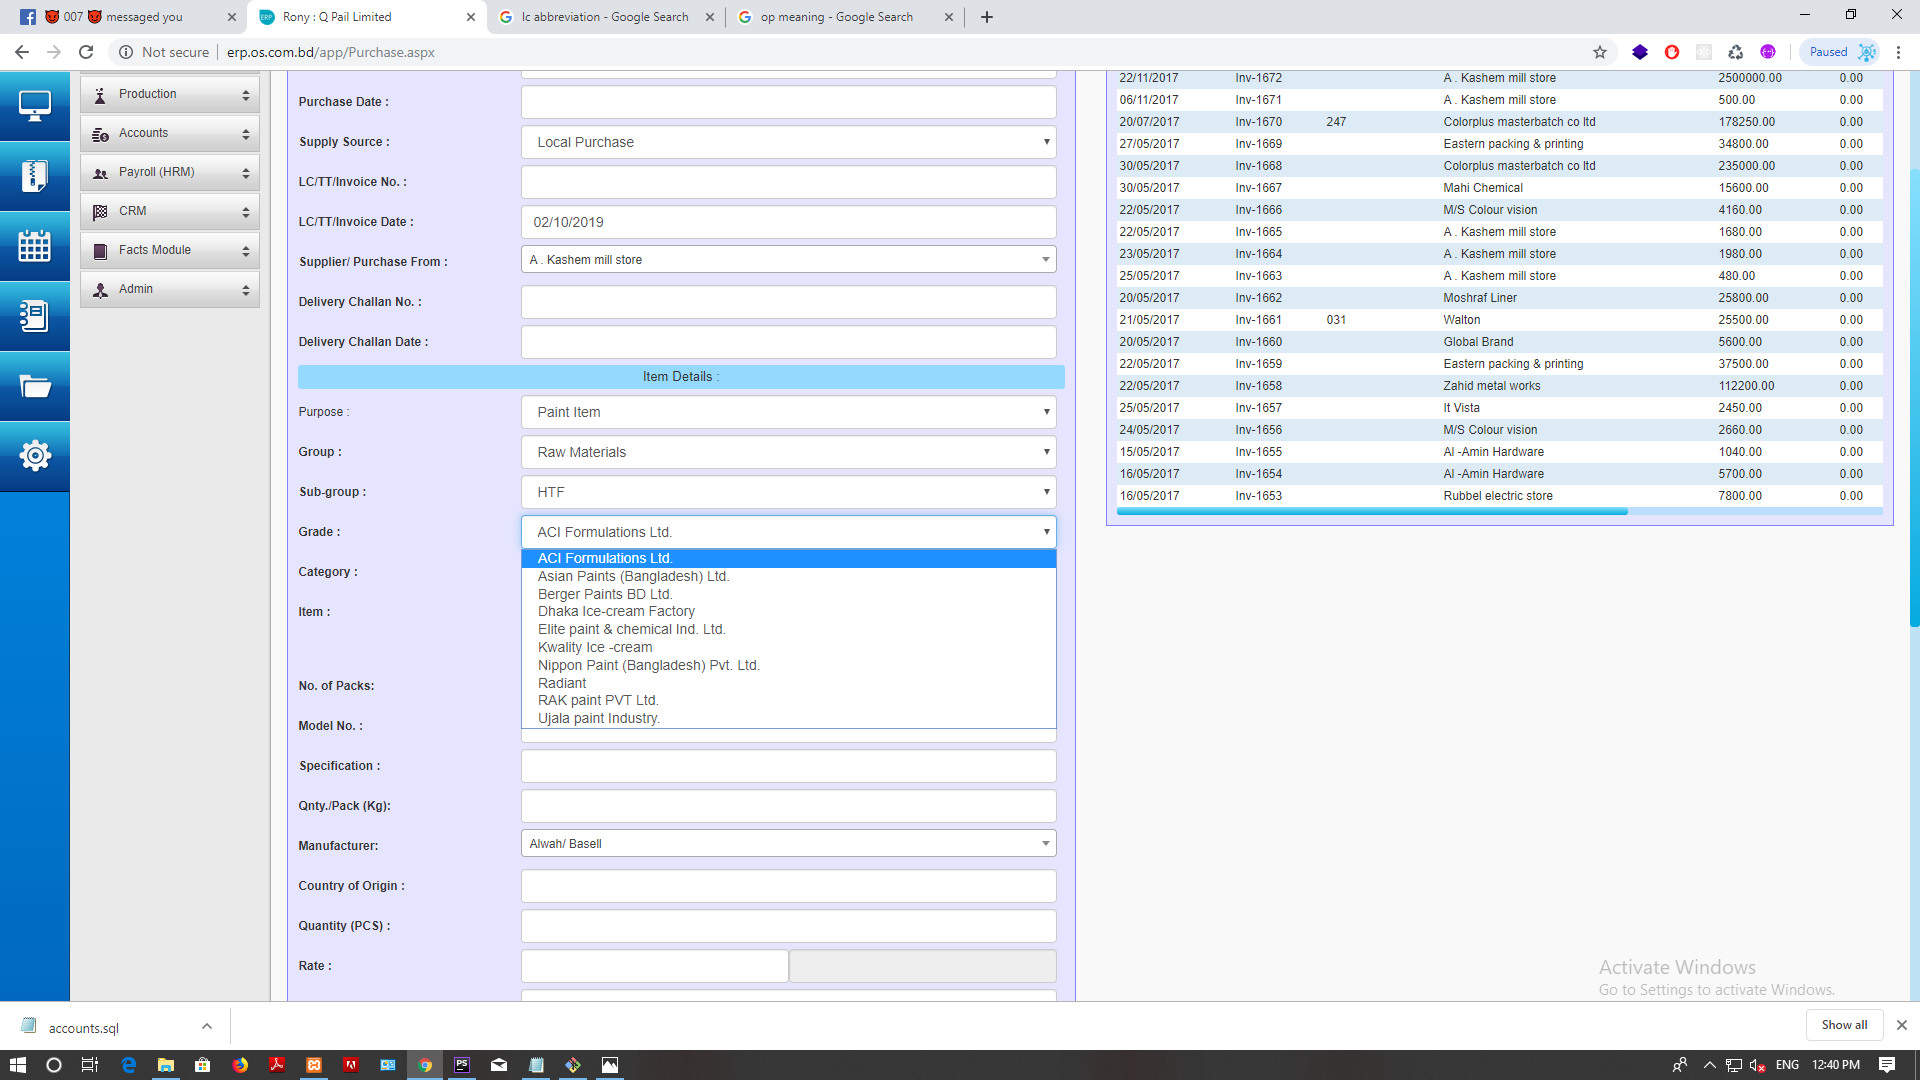 007 messaged you
Rony : Q Pail Limited
lc abbreviation - Google Search
op meaning - Google Search
Not secure
erp.os.com.bd/app/Purchase.aspx
Paused
Production
Accounts
Payroll (HRM)
CRM
Facts Module
Admin
Purchase Date :
Supply Source : Local Purchase
LC/TT/Invoice No. :
LC/TT/Invoice Date : 02/10/2019
Supplier/ Purchase From : A . Kashem mill store
Delivery Challan No. :
Delivery Challan Date :
Item Details :
Purpose : Paint Item
Group : Raw Materials
Sub-group : HTF
Grade : ACI Formulations Ltd.
ACI Formulations Ltd.
Asian Paints (Bangladesh) Ltd.
Berger Paints BD Ltd.
Dhaka Ice-cream Factory
Elite paint & chemical Ind. Ltd.
Kwality Ice -cream
Nippon Paint (Bangladesh) Pvt. Ltd.
Radiant
RAK paint PVT Ltd.
Ujala paint Industry.
Category :
Item :
No. of Packs:
Model No. :
Specification :
Qnty./Pack (Kg):
Manufacturer: Alwah/ Basell
Country of Origin :
Quantity (PCS) :
Rate :
22/11/2017 Inv-1672 A . Kashem mill store 2500000.00 0.00
06/11/2017 Inv-1671 A . Kashem mill store 500.00 0.00
20/07/2017 Inv-1670 247 Colorplus masterbatch co ltd 178250.00 0.00
27/05/2017 Inv-1669 Eastern packing & printing 34800.00 0.00
30/05/2017 Inv-1668 Colorplus masterbatch co ltd 235000.00 0.00
30/05/2017 Inv-1667 Mahi Chemical 15600.00 0.00
22/05/2017 Inv-1666 M/S Colour vision 4160.00 0.00
22/05/2017 Inv-1665 A . Kashem mill store 1680.00 0.00
23/05/2017 Inv-1664 A . Kashem mill store 1980.00 0.00
25/05/2017 Inv-1663 A . Kashem mill store 480.00 0.00
20/05/2017 Inv-1662 Moshraf Liner 25800.00 0.00
21/05/2017 Inv-1661 031 Walton 25500.00 0.00
20/05/2017 Inv-1660 Global Brand 5600.00 0.00
22/05/2017 Inv-1659 Eastern packing & printing 37500.00 0.00
22/05/2017 Inv-1658 Zahid metal works 112200.00 0.00
25/05/2017 Inv-1657 It Vista 2450.00 0.00
24/05/2017 Inv-1656 M/S Colour vision 2660.00 0.00
15/05/2017 Inv-1655 Al -Amin Hardware 1040.00 0.00
16/05/2017 Inv-1654 Al -Amin Hardware 5700.00 0.00
16/05/2017 Inv-1653 Rubbel electric store 7800.00 0.00
Activate Windows
Go to Settings to activate Windows.
accounts.sql
Show all
ENG
12:40 PM